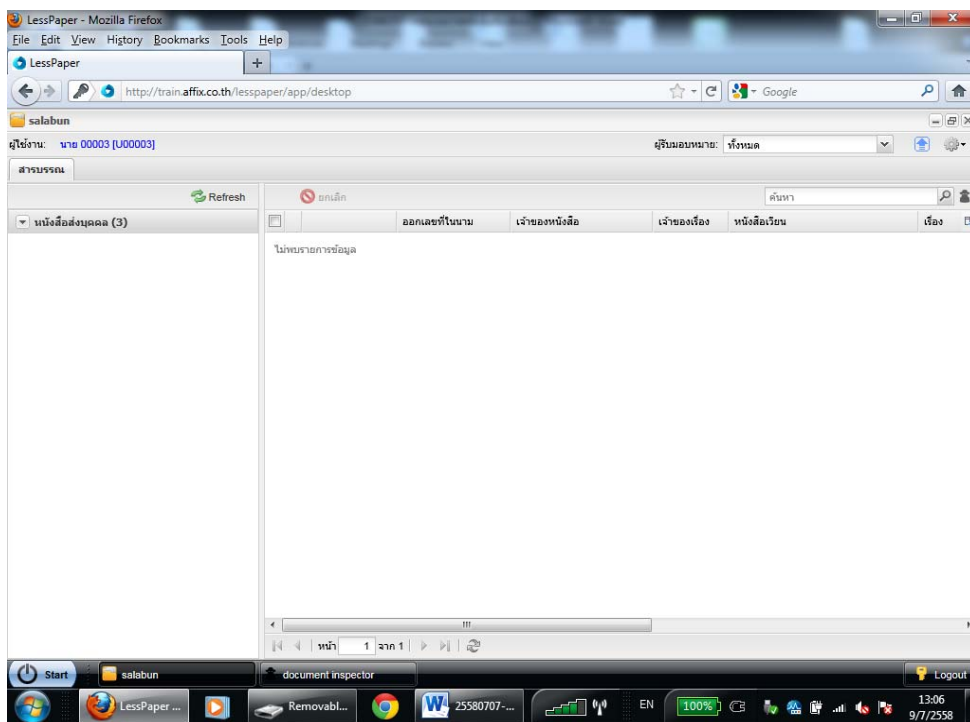 LessPaper - Mozilla Firefox
File Edit View History Bookmarks Tools Help
LessPaper +
http://train.affix.co.th/lesspaper/app/desktop Google
salabun
ผู้ใช้งาน: นาย 00003 [U00003] ผู้รับมอบหมาย: ทั้งหมด
สารบรรณ
Refresh ยกเลิก ค้นหา
หนังสือส่งบุคคล (3) ออกเลขที่ในนาม เจ้าของหนังสือ เจ้าของเรื่อง หนังสือเวียน เรื่อง
ไม่พบรายการข้อมูล
หน้า 1 จาก 1
Start salabun document inspector Logout
LessPaper ... Removabl... 25580707-... EN 100% 13:06
9/7/2558